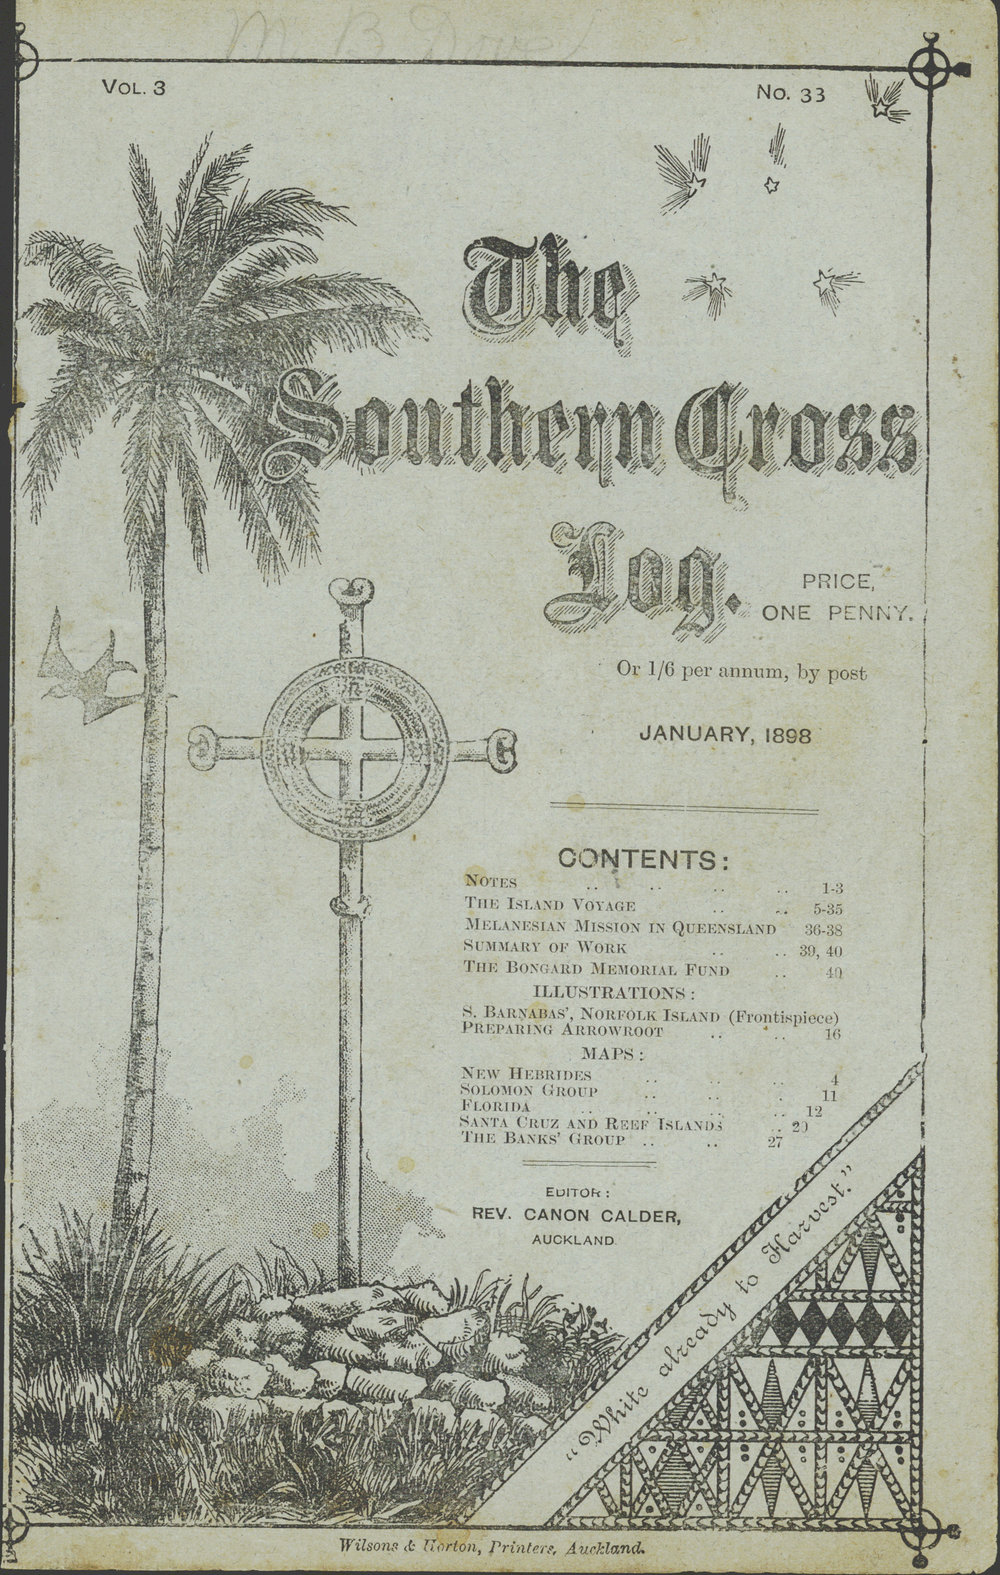 M B Dove
VOL. 3
No. 33
The
Southern Cross
Log.
PRICE,
ONE PENNY.
Or 1/6 per annum, by post
JANUARY, 1898
CONTENTS:
NOTES .. .. .. .. 1-3
THE ISLAND VOYAGE .. .. 5-35
MELANESIAN MISSION IN QUEENSLAND 36-38
SUMMARY OF WORK .. .. 39, 40
THE BONGARD MEMORIAL FUND .. 40
ILLUSTRATIONS:
S. BARNABAS', NORFOLK ISLAND (Frontispiece)
PREPARING ARROWROOT .. .. 16
MAPS:
NEW HEBRIDES .. .. .. 4
SOLOMON GROUP .. .. . 11
FLORIDA .. .. .. .. 12
SANTA CRUZ AND REEF ISLANDS .. 20
THE BANKS' GROUP .. .. 27
EDITOR:
REV. CANON CALDER,
AUCKLAND.
"White already to Harvest."
Wilsons & Horton, Printers, Auckland.